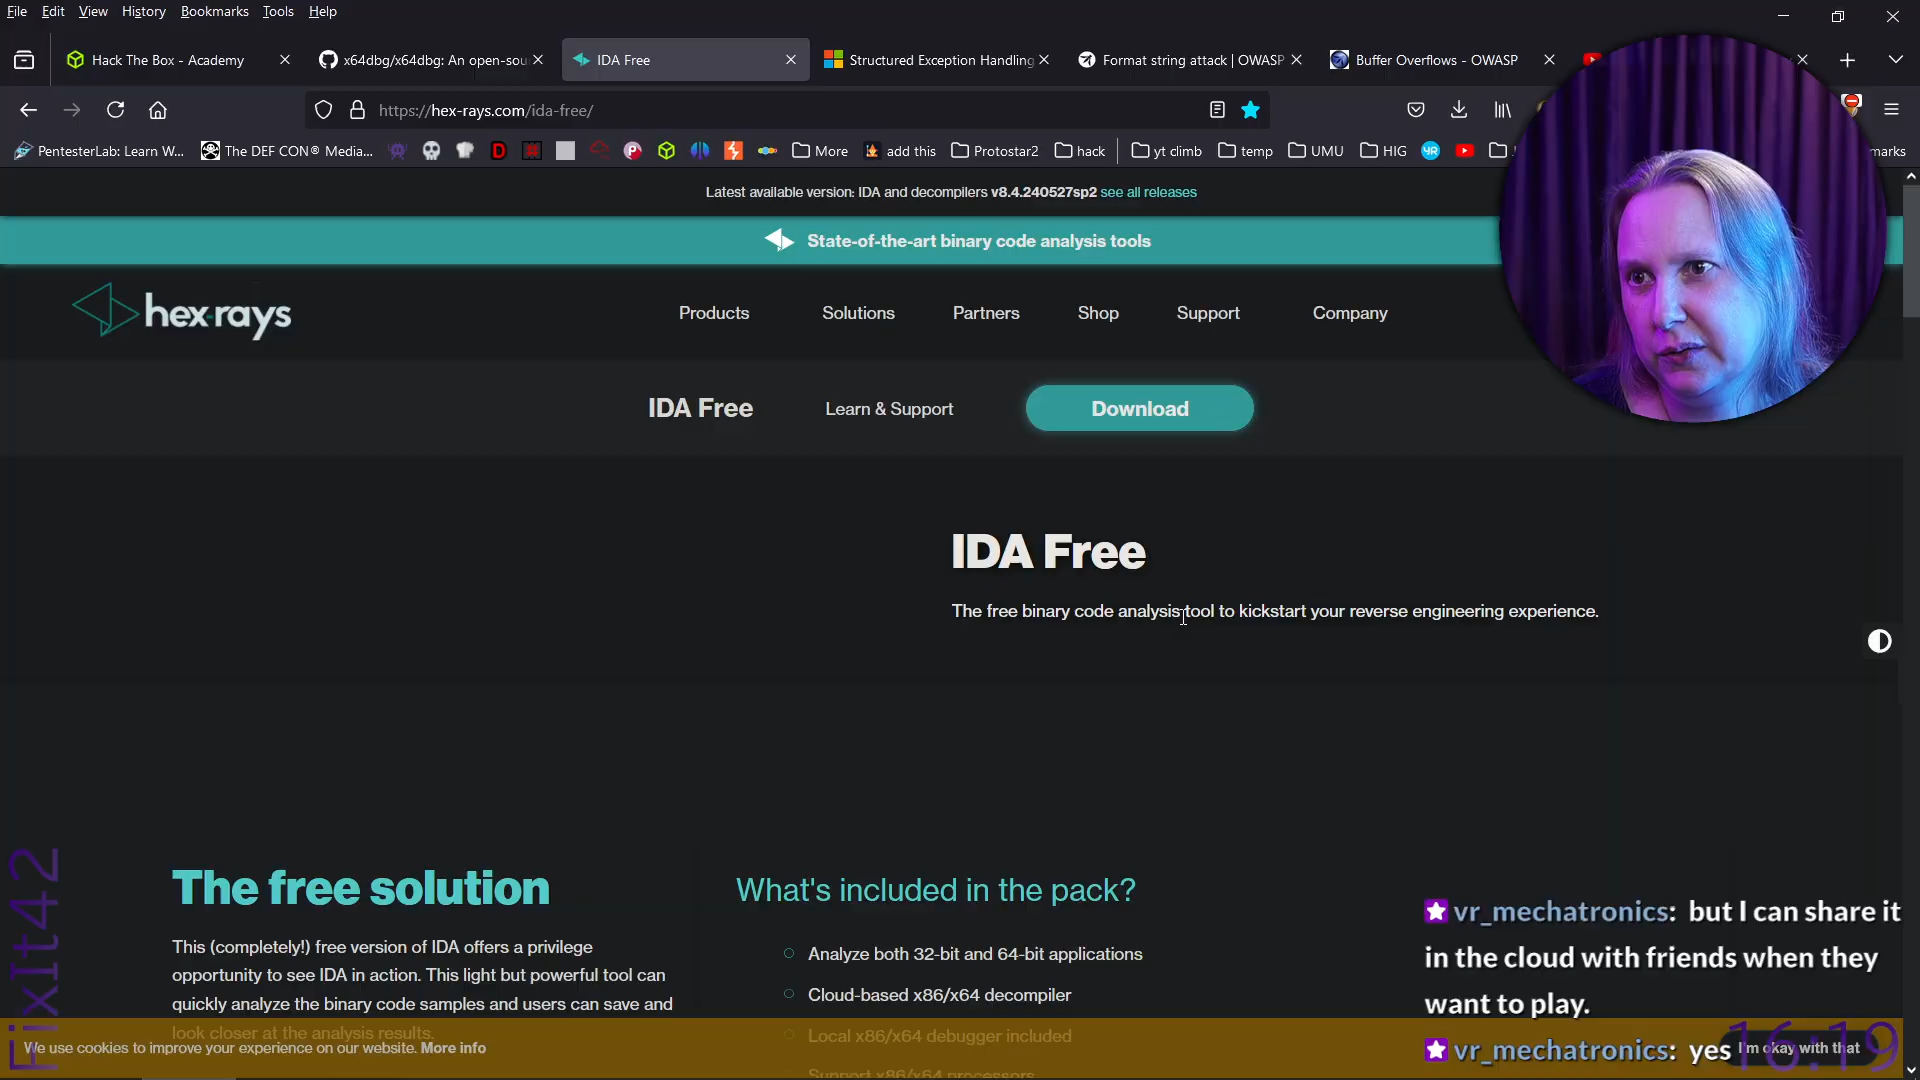 File Edit View History Bookmarks Tools Help
Hack The Box - Academy
x64dbg/x64dbg: An open-sou
IDA Free
Structured Exception Handling
Format string attack | OWASP
Buffer Overflows - OWASP
https://hex-rays.com/ida-free/
PentesterLab: Learn W...
The DEF CON® Media...
More
add this
Protostar2
hack
yt climb
temp
UMU
HIG
marks
Latest available version: IDA and decompilers v8.4.240527sp2 see all releases
State-of-the-art binary code analysis tools
hex-rays
Products Solutions Partners Shop Support Company
IDA Free Learn & Support Download
IDA Free
The free binary code analysis tool to kickstart your reverse engineering experience.
The free solution
This (completely!) free version of IDA offers a privilege
opportunity to see IDA in action. This light but powerful tool can
quickly analyze the binary code samples and users can save and
look closer at the analysis results.
What's included in the pack?
Analyze both 32-bit and 64-bit applications
Cloud-based x86/x64 decompiler
Local x86/x64 debugger included
Support x86/x64 processors
vr_mechatronics: but I can share it
in the cloud with friends when they
want to play.
vr_mechatronics: yes
We use cookies to improve your experience on our website. More info
I'm okay with that
16:19
FixIt42